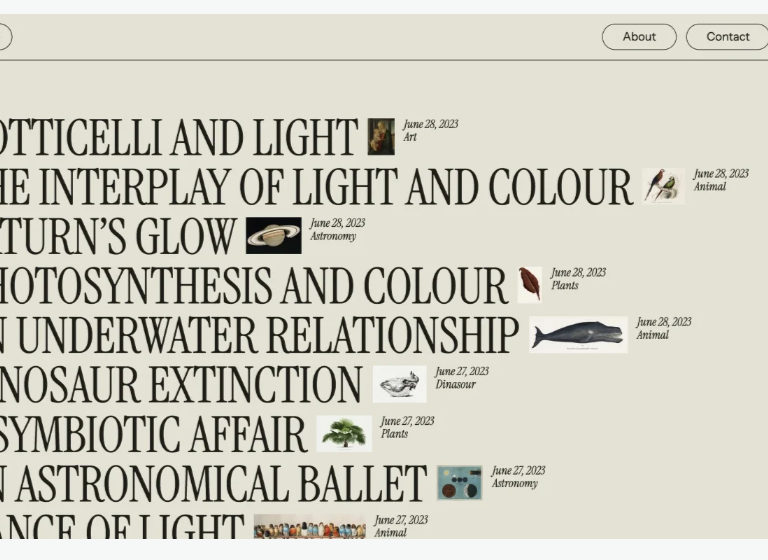 About
Contact
OTTICELLI AND LIGHT
June 28, 2023
Art
HE INTERPLAY OF LIGHT AND COLOUR
June 28, 2023
Animal
TURN'S GLOW
June 28, 2023
Astronomy
HOTOSYNTHESIS AND COLOUR
June 28, 2023
Plants
N UNDERWATER RELATIONSHIP
June 28, 2023
Animal
NOSAUR EXTINCTION
June 27, 2023
Dinasour
SYMBIOTIC AFFAIR
June 27, 2023
Plants
N ASTRONOMICAL BALLET
June 27, 2023
Astronomy
ANCE OF LIGHT
June 27, 2023
Animal